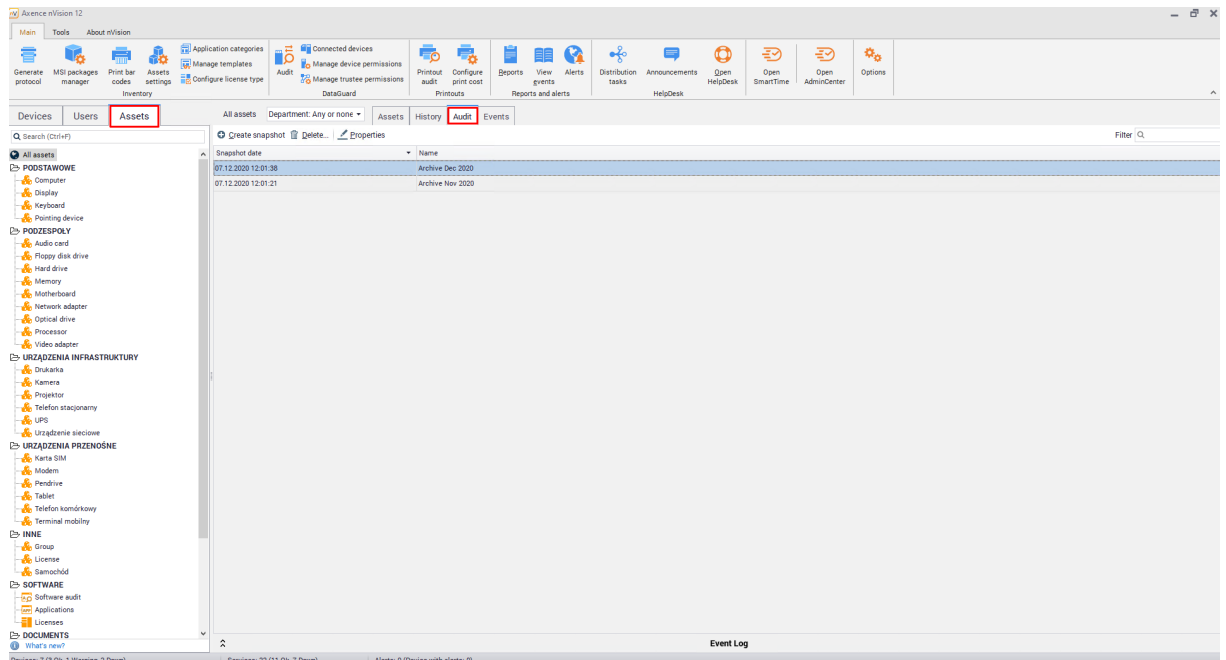 nV Axence nVision 12
Main Tools About nVision
Generate protocol
MSI packages manager
Print bar codes
Assets settings
Application categories
Manage templates
Configure license type
Inventory
Audit
Connected devices
Manage device permissions
Manage trustee permissions
DataGuard
Printout audit
Configure print cost
Printouts
Reports
View events
Alerts
Reports and alerts
Distribution tasks
Announcements
Open HelpDesk
HelpDesk
Open SmartTime
Open AdminCenter
Options
Devices Users Assets
All assets Department: Any or none Assets History Audit Events
Search (Ctrl+F)
Create snapshot Delete... Properties Filter
Snapshot date Name
07.12.2020 12:01:38 Archive Dec 2020
07.12.2020 12:01:21 Archive Nov 2020
All assets
PODSTAWOWE
Computer
Display
Keyboard
Pointing device
PODZESPOŁY
Audio card
Floppy disk drive
Hard drive
Memory
Motherboard
Network adapter
Optical drive
Processor
Video adapter
URZĄDZENIA INFRASTRUKTURY
Drukarka
Kamera
Projektor
Telefon stacjonarny
UPS
Urządzenie sieciowe
URZĄDZENIA PRZENOŚNE
Karta SIM
Modem
Pendrive
Tablet
Telefon komórkowy
Terminal mobilny
INNE
Group
License
Samochód
SOFTWARE
Software audit
Applications
Licenses
DOCUMENTS
What's new?
Event Log